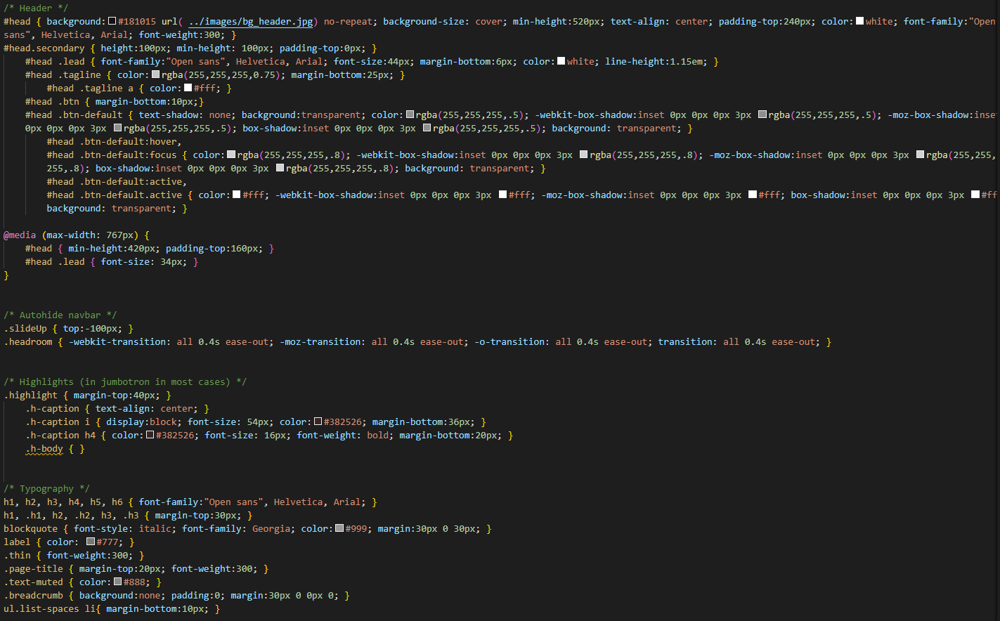 /* Header */
#head { background:#181015 url( ../images/bg_header.jpg) no-repeat; background-size: cover; min-height:520px; text-align: center; padding-top:240px; color:white; font-family:"Open
sans", Helvetica, Arial; font-weight:300; }
#head.secondary { height:100px; min-height: 100px; padding-top:0px; }
#head .lead { font-family:"Open sans", Helvetica, Arial; font-size:44px; margin-bottom:6px; color:white; line-height:1.15em; }
#head .tagline { color:rgba(255,255,255,0.75); margin-bottom:25px; }
#head .tagline a { color:#fff; }
#head .btn { margin-bottom:10px;}
#head .btn-default { text-shadow: none; background:transparent; color:rgba(255,255,255,.5); -webkit-box-shadow:inset 0px 0px 0px 3px rgba(255,255,255,.5); -moz-box-shadow:inse
0px 0px 0px 3px rgba(255,255,255,.5); box-shadow:inset 0px 0px 0px 3px rgba(255,255,255,.5); background: transparent; }
#head .btn-default:hover,
#head .btn-default:focus { color:rgba(255,255,255,.8); -webkit-box-shadow:inset 0px 0px 0px 3px rgba(255,255,255,.8); -moz-box-shadow:inset 0px 0px 0px 3px rgba(255,255,
255,.8); box-shadow:inset 0px 0px 0px 3px rgba(255,255,255,.8); background: transparent; }
#head .btn-default:active,
#head .btn-default.active { color:#fff; -webkit-box-shadow:inset 0px 0px 0px 3px #fff; -moz-box-shadow:inset 0px 0px 0px 3px #fff; box-shadow:inset 0px 0px 0px 3px #ff
background: transparent; }
@media (max-width: 767px) {
#head { min-height:420px; padding-top:160px; }
#head .lead { font-size: 34px; }
}
/* Autohide navbar */
.slideUp { top:-100px; }
.headroom { -webkit-transition: all 0.4s ease-out; -moz-transition: all 0.4s ease-out; -o-transition: all 0.4s ease-out; transition: all 0.4s ease-out; }
/* Highlights (in jumbotron in most cases) */
.highlight { margin-top:40px; }
.h-caption { text-align: center; }
.h-caption i { display:block; font-size: 54px; color:#382526; margin-bottom:36px; }
.h-caption h4 { color:#382526; font-size: 16px; font-weight: bold; margin-bottom:20px; }
.h-body { }
/* Typography */
h1, h2, h3, h4, h5, h6 { font-family:"Open sans", Helvetica, Arial; }
h1, .h1, h2, .h2, h3, .h3 { margin-top:30px; }
blockquote { font-style: italic; font-family: Georgia; color:#999; margin:30px 0 30px; }
label { color: #777; }
.thin { font-weight:300; }
.page-title { margin-top:20px; font-weight:300; }
.text-muted { color:#888; }
.breadcrumb { background:none; padding:0; margin:30px 0 0px 0; }
ul.list-spaces li{ margin-bottom:10px; }